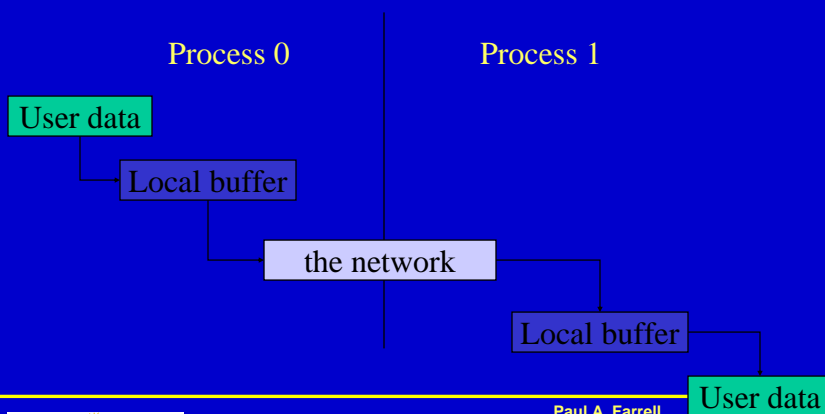 Process 0 Process 1
User data
Local buffer
the network
Local buffer
User data
Paul A. Farrell